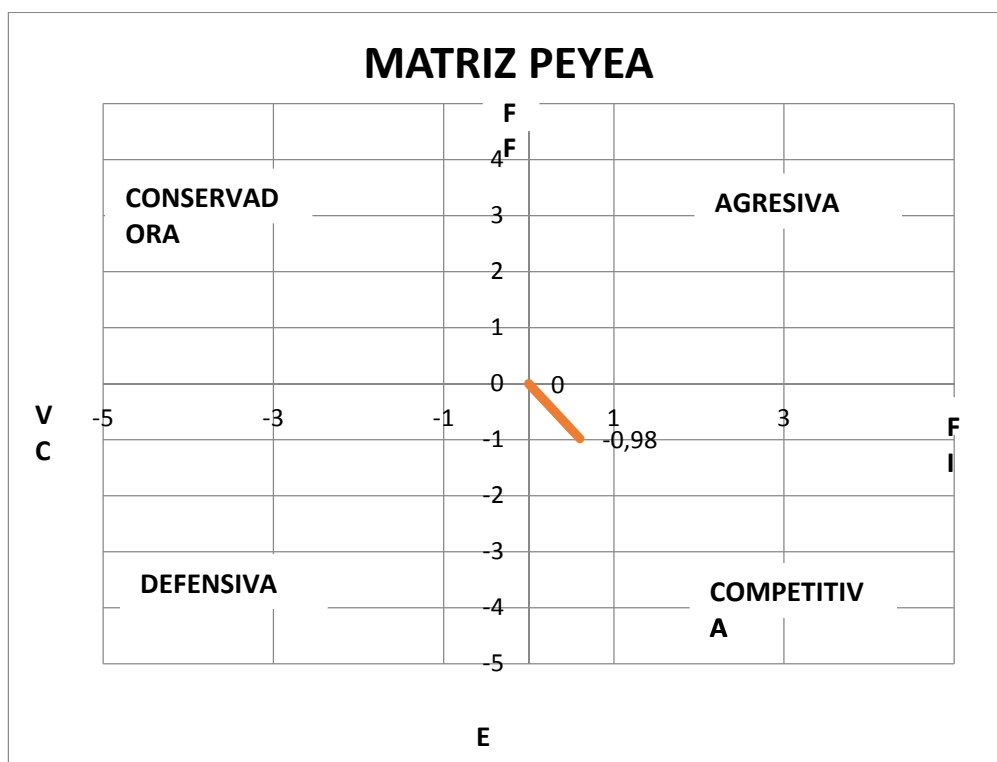 MATRIZ PEYEA
F
F
4
CONSERVAD
ORA
AGRESIVA
3
2
1
0
0
V
C
-5
-3
-1
1
3
F
I
-1
-0,98
-2
-3
DEFENSIVA
COMPETITIV
A
-4
-5
E